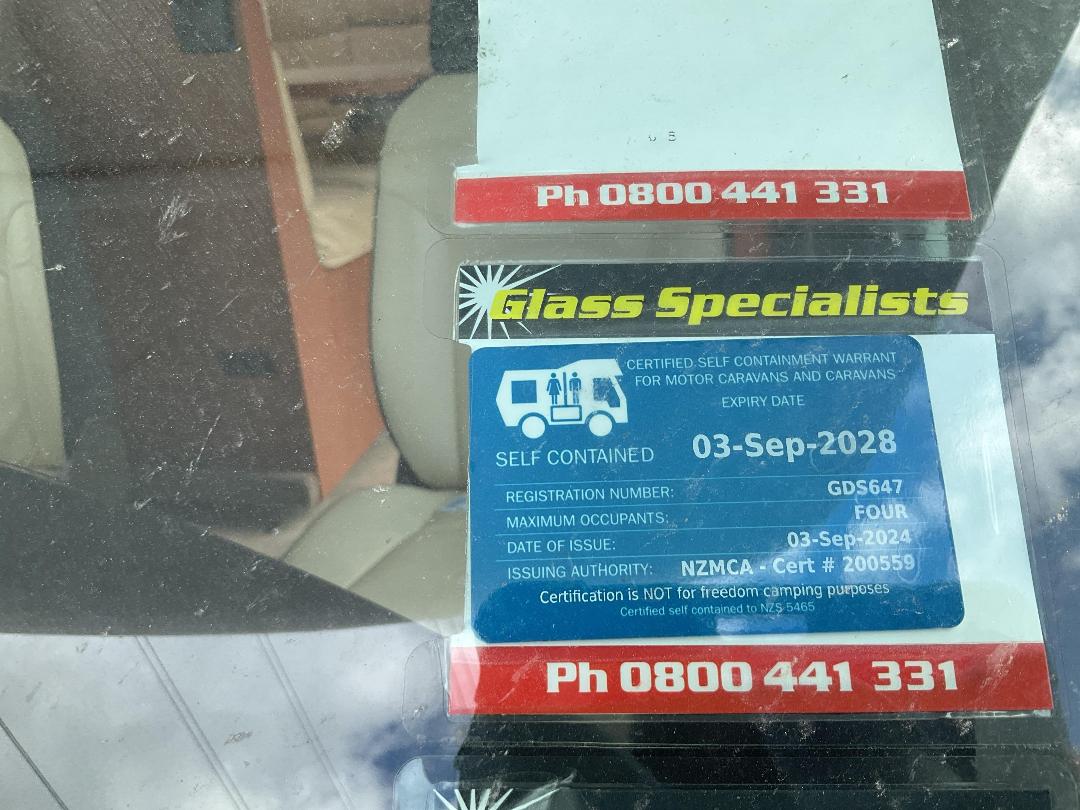 Ph 0800 441 331
Glass Specialists
CERTIFIED SELF CONTAINMENT WARRANT
FOR MOTOR CARAVANS AND CARAVANS
EXPIRY DATE
03-Sep-2028
SELF CONTAINED
REGISTRATION NUMBER: GDS647
MAXIMUM OCCUPANTS: FOUR
DATE OF ISSUE: 03-Sep-2024
ISSUING AUTHORITY: NZMCA - Cert # 200559
Certification is NOT for freedom camping purposes
Certified self contained to NZS 5465
Ph 0800 441 331